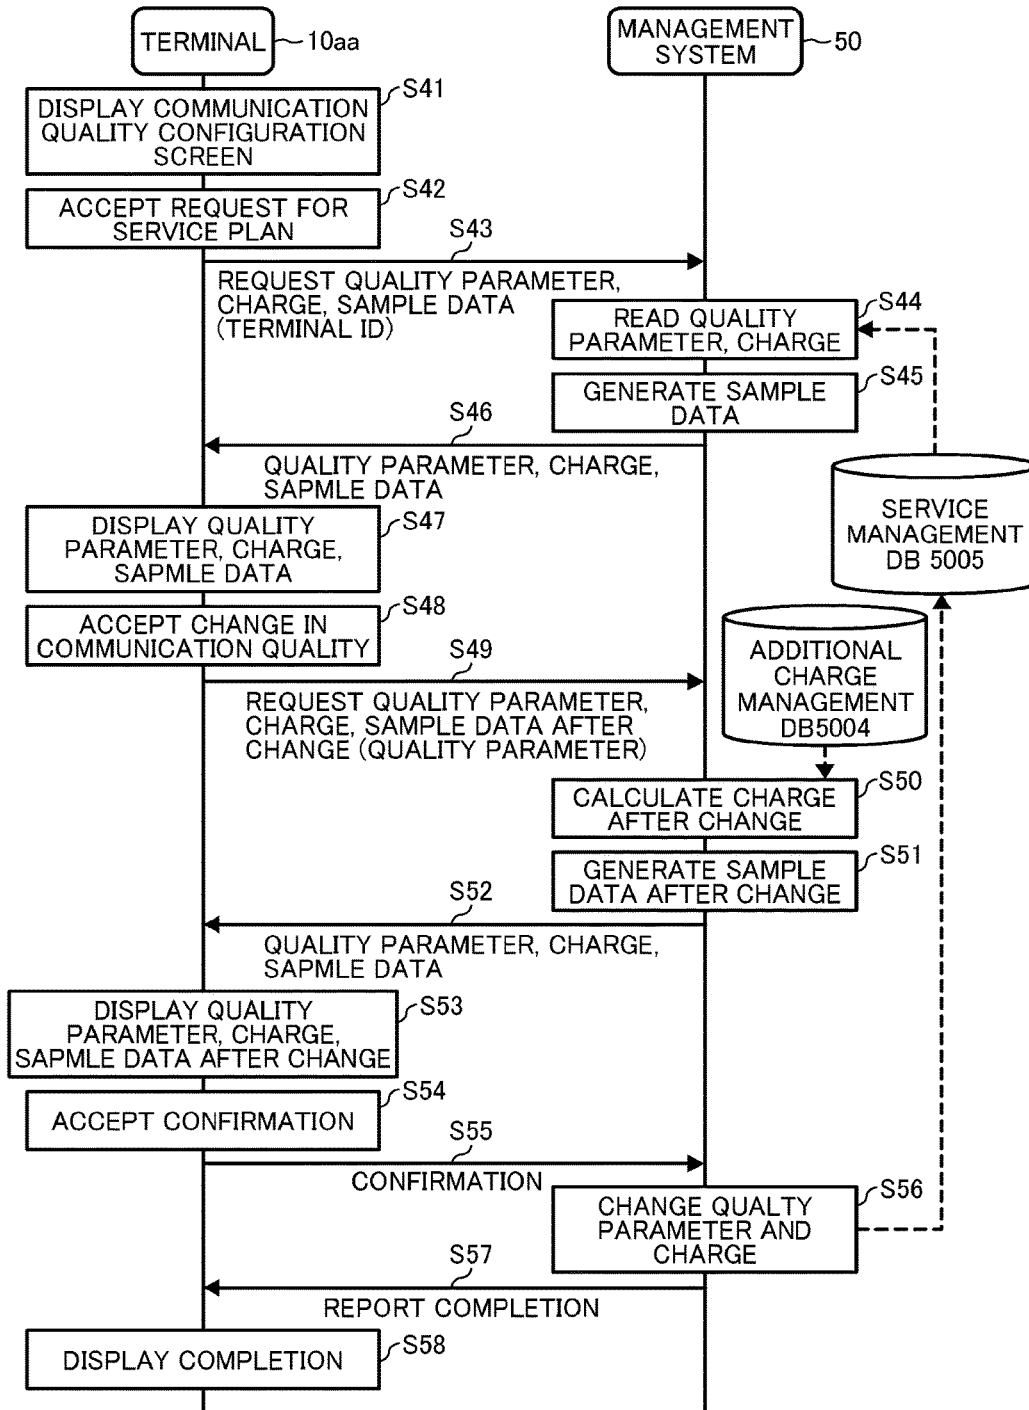 TERMINAL
10aa
MANAGEMENT
SYSTEM
50
S41
DISPLAY COMMUNICATION
QUALITY CONFIGURATION
SCREEN
S42
ACCEPT REQUEST FOR
SERVICE PLAN
S43
REQUEST QUALITY PARAMETER,
CHARGE, SAMPLE DATA
(TERMINAL ID)
S44
READ QUALITY
PARAMETER, CHARGE
S45
GENERATE SAMPLE
DATA
S46
QUALITY PARAMETER, CHARGE,
SAPMLE DATA
SERVICE
MANAGEMENT
DB 5005
S47
DISPLAY QUALITY
PARAMETER, CHARGE,
SAPMLE DATA
S48
ACCEPT CHANGE IN
COMMUNICATION QUALITY
S49
REQUEST QUALITY PARAMETER,
CHARGE, SAMPLE DATA AFTER
CHANGE (QUALITY PARAMETER)
ADDITIONAL
CHARGE
MANAGEMENT
DB5004
S50
CALCULATE CHARGE
AFTER CHANGE
S51
GENERATE SAMPLE
DATA AFTER CHANGE
S52
QUALITY PARAMETER, CHARGE,
SAPMLE DATA
S53
DISPLAY QUALITY
PARAMETER, CHARGE,
SAPMLE DATA AFTER CHANGE
S54
ACCEPT CONFIRMATION
S55
CONFIRMATION
S56
CHANGE QUALTY
PARAMETER AND
CHARGE
S57
REPORT COMPLETION
S58
DISPLAY COMPLETION